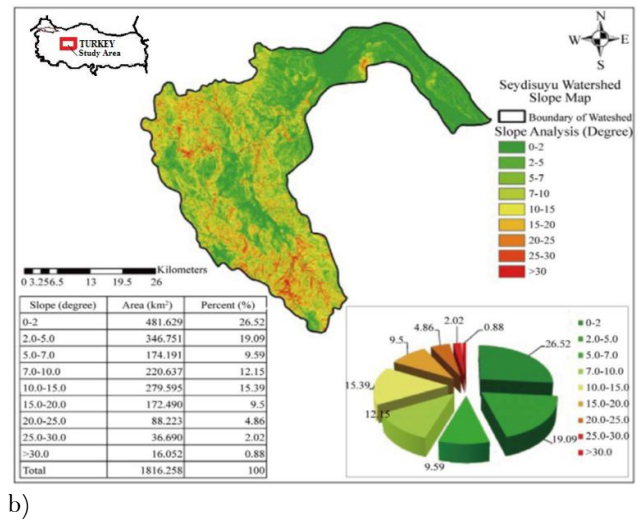 TURKEY
Study Area
N
W E
S
Seydisuyu Watershed
Slope Map
Boundary of Wateshed
Slope Analysis (Degree)
0-2
2-5
5-7
7-10
10-15
15-20
20-25
25-30
>30
Kilometers
0 3.256.5 13 19.5 26
Slope (degree) Area (km²) Percent (%)
0-2 481.629 26.52
2.0-5.0 346.751 19.09
5.0-7.0 174.191 9.59
7.0-10.0 220.637 12.15
10.0-15.0 279.595 15.39
15.0-20.0 172.490 9.5
20.0-25.0 88.223 4.86
25.0-30.0 36.690 2.02
>30.0 16.052 0.88
Total 1816.258 100
2.02
0.88
4.86
9.5
26.52
15.39
12.15
9.59
19.09
0-2
2.0-5.0
5.0-7.0
7.0-10.0
10.0-15.0
15.0-20.0
20.0-25.0
25.0-30.0
>30.0
b)